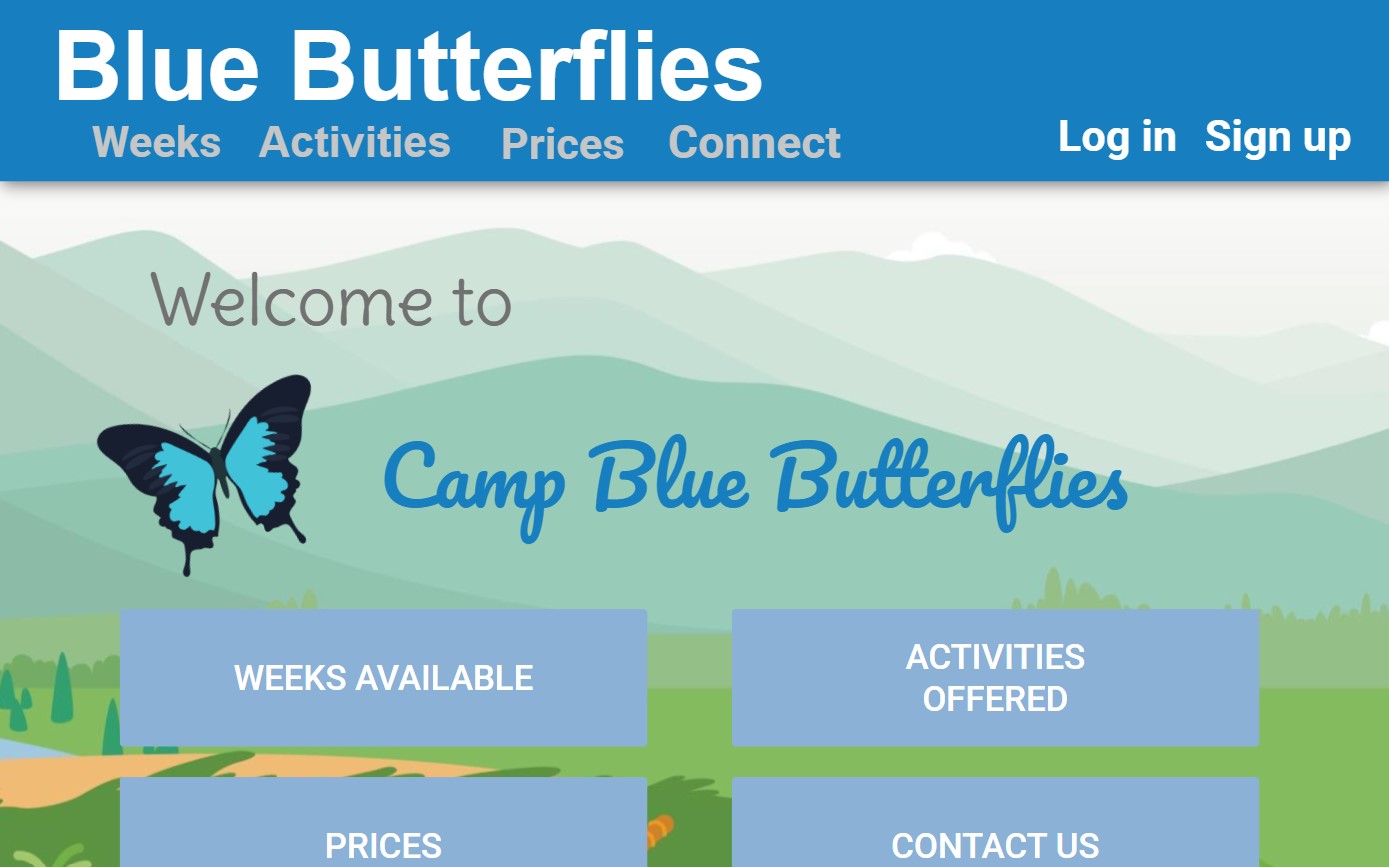 Blue Butterflies
Weeks Activities Prices Connect Log in Sign up
Welcome to
Camp Blue Butterflies
WEEKS AVAILABLE
ACTIVITIES
OFFERED
PRICES
CONTACT US